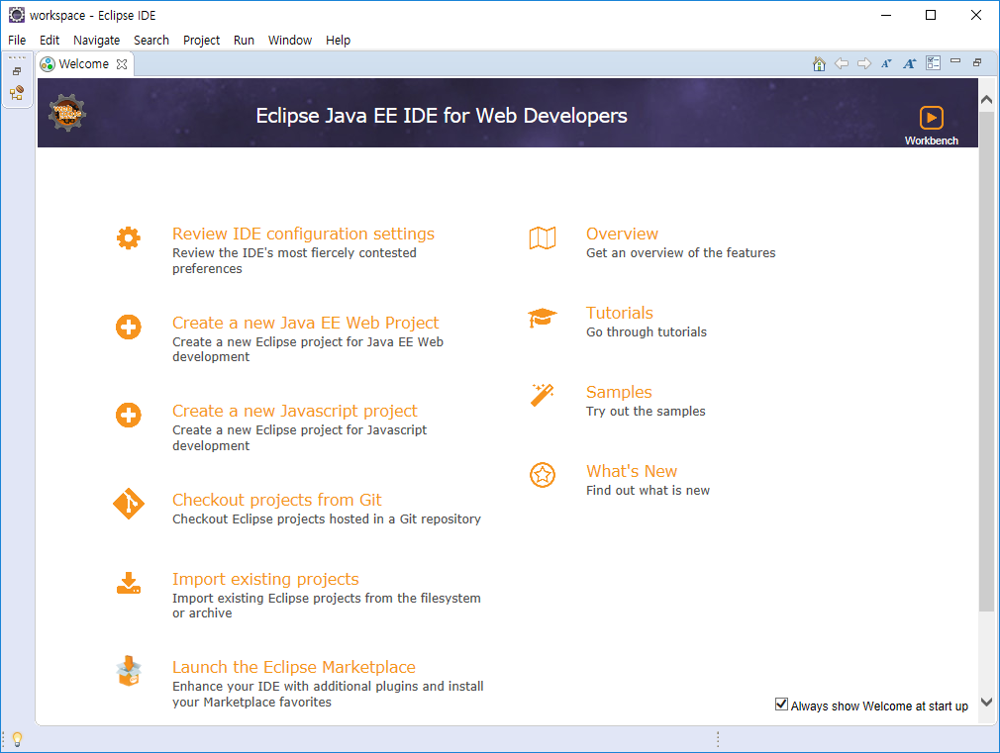 workspace - Eclipse IDE
File Edit Navigate Search Project Run Window Help
Welcome
Eclipse Java EE IDE for Web Developers
Workbench
Review IDE configuration settings
Review the IDE's most fiercely contested
preferences
Create a new Java EE Web Project
Create a new Eclipse project for Java EE Web
development
Create a new Javascript project
Create a new Eclipse project for Javascript
development
Checkout projects from Git
Checkout Eclipse projects hosted in a Git repository
Import existing projects
Import existing Eclipse projects from the filesystem
or archive
Launch the Eclipse Marketplace
Enhance your IDE with additional plugins and install
your Marketplace favorites
Overview
Get an overview of the features
Tutorials
Go through tutorials
Samples
Try out the samples
What's New
Find out what is new
Always show Welcome at start up